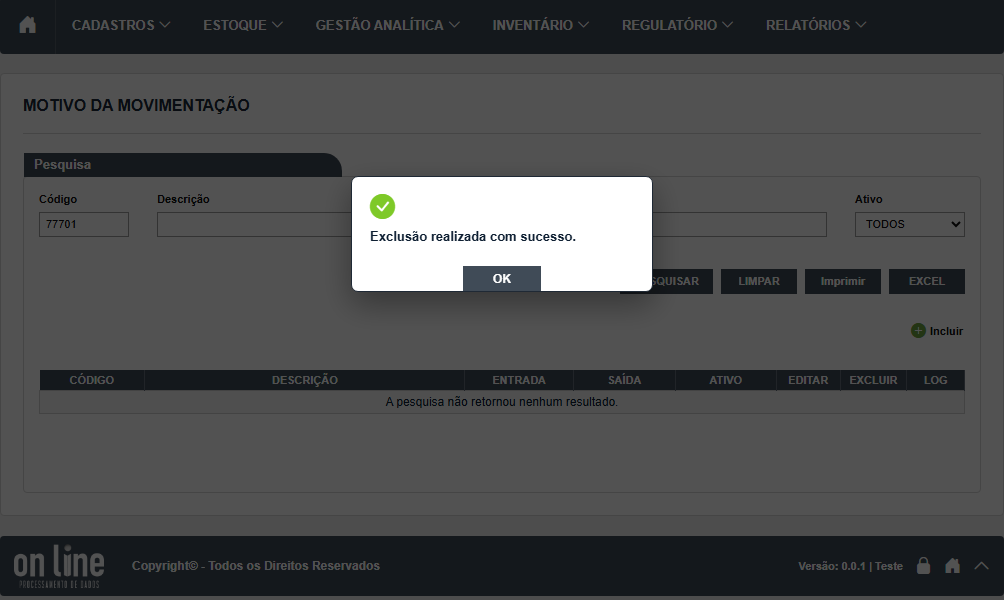 CADASTROS ESTOQUE GESTÃO ANALÍTICA INVENTÁRIO REGULATÓRIO RELATÓRIOS
MOTIVO DA MOVIMENTAÇÃO
Pesquisa
Código Descrição Ativo
77701 TODOS
Exclusão realizada com sucesso.
OK
SQUISAR LIMPAR Imprimir EXCEL
Incluir
CÓDIGO DESCRIÇÃO ENTRADA SAÍDA ATIVO EDITAR EXCLUIR LOG
A pesquisa não retornou nenhum resultado.
on line
PROCESSAMENTO DE DADOS
Copyright© - Todos os Direitos Reservados
Versão: 0.0.1 | Teste